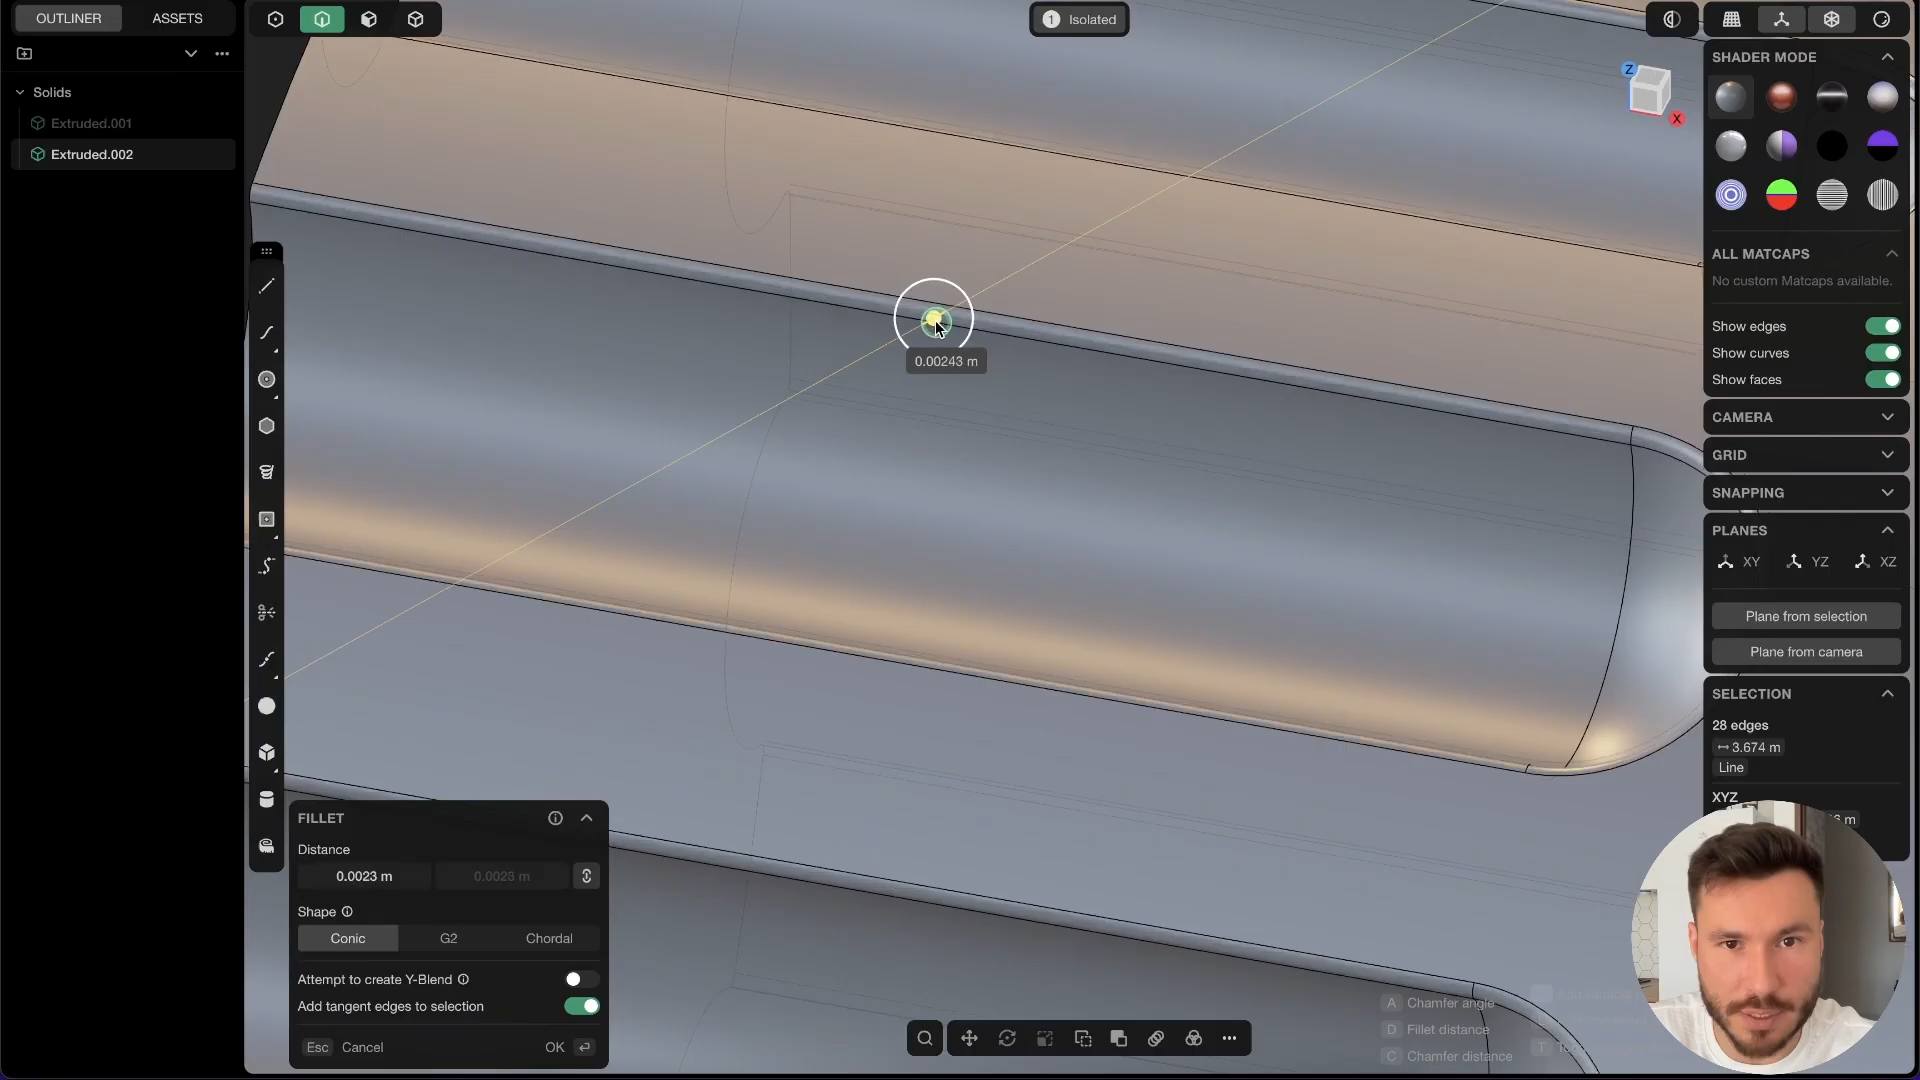 OUTLINER
ASSETS
Solids
Extruded.001
Extruded.002
1 Isolated
Z
X
0.00243 m
SHADER MODE
ALL MATCAPS
No custom Matcaps available.
Show edges
Show curves
Show faces
CAMERA
GRID
SNAPPING
PLANES
XY
YZ
XZ
Plane from selection
Plane from camera
SELECTION
28 edges
3.674 m
Line
XYZ
m
FILLET
Distance
0.0023 m
0.0023 m
Shape
Conic
G2
Chordal
Attempt to create Y-Blend
Add tangent edges to selection
Esc Cancel
OK
A Chamfer angle
D Fillet distance
C Chamfer distance
T